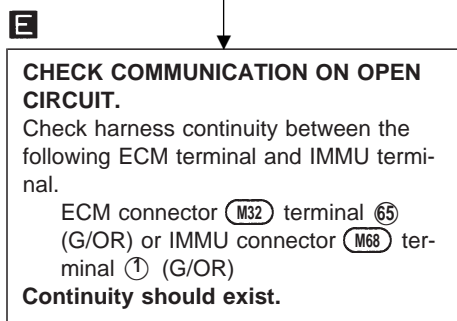 E
CHECK COMMUNICATION ON OPEN
CIRCUIT.
Check harness continuity between the
following ECM terminal and IMMU termi-
nal.
ECM connector M32 terminal 65
(G/OR) or IMMU connector M68 ter-
minal 1 (G/OR)
Continuity should exist.